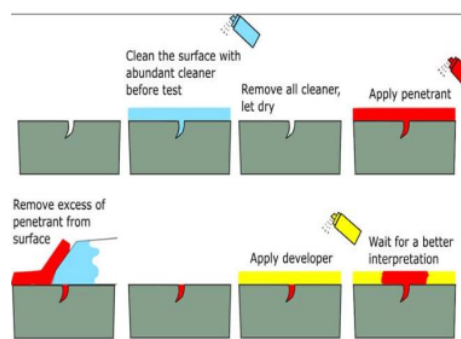 Clean the surface with
abundant cleaner
before test
Remove all cleaner,
let dry
Apply penetrant
Remove excess of
penetrant from
surface
Apply developer
Wait for a better
interpretation